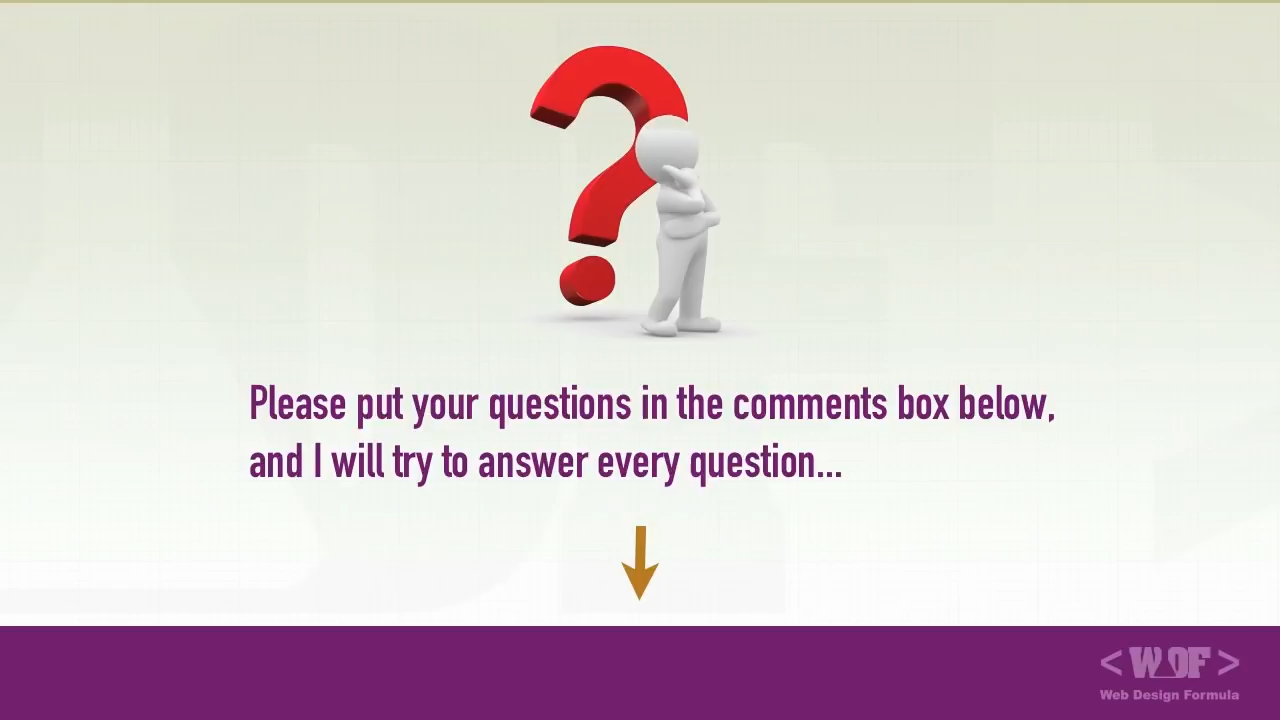 Please put your questions in the comments box below,
and I will try to answer every question...
<WDF>
Web Design Formula